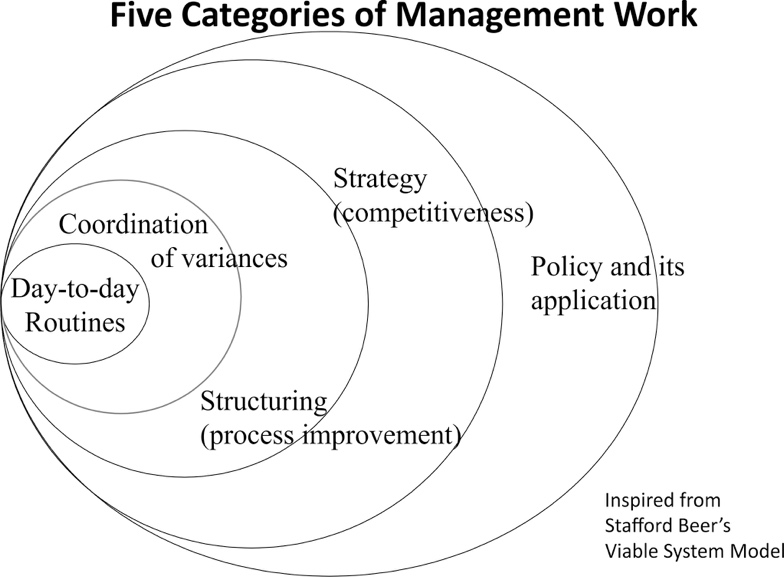 Five Categories of Management Work
Strategy
(competitiveness)
Coordination
of variances
Policy and its
application
Day-to-day
Routines
Structuring
(process improvement)
Inspired from
Stafford Beer’s
Viable System Model